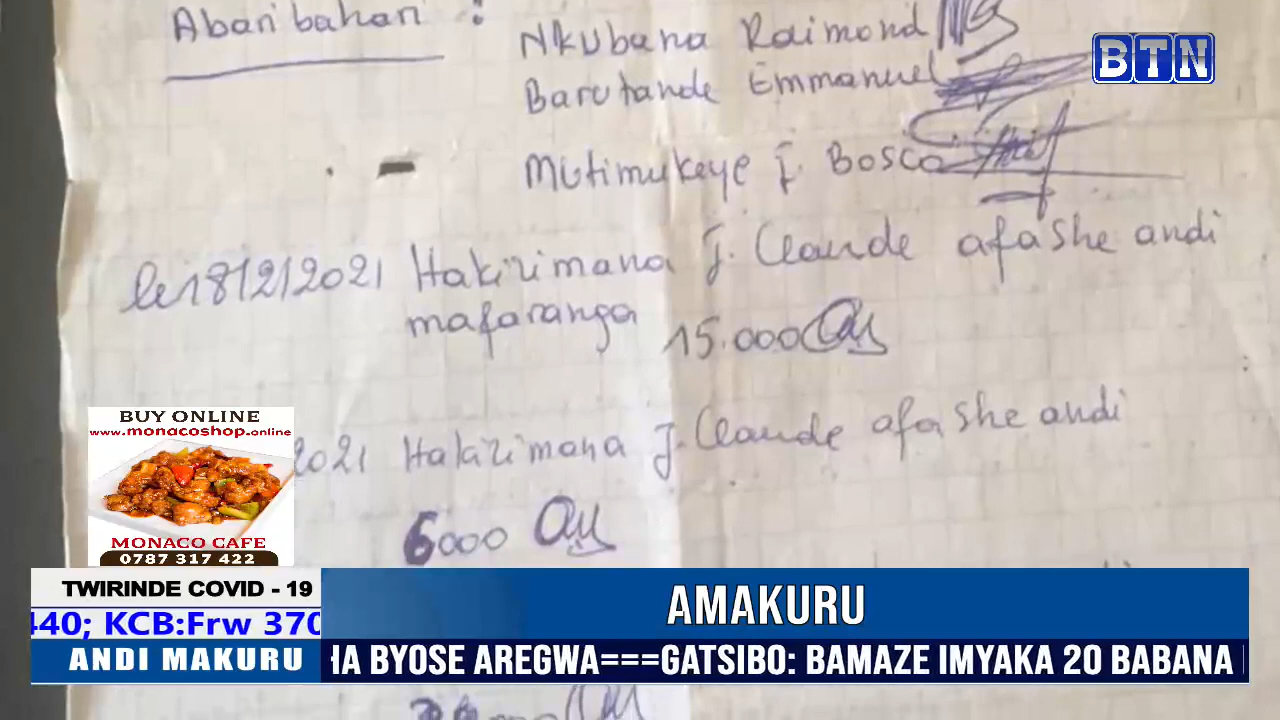 Abari bahari :
Nkubana Raimond
Barutande Emmanuel
BTN
Mutimukeye J. Bosco
le 18/2/2021 Hakizimana J. Claude afashe andi
mafaranga 15.000
2021 Hakizimana J. Claude afashe andi
6000
BUY ONLINE
www.monacoshop.online
MONACO CAFE
0787 317 422
TWIRINDE COVID - 19
440; KCB:Frw 370
ANDI MAKURU
AMAKURU
HA BYOSE AREGWA===GATSIBO: BAMAZE IMYAKA 20 BABANA